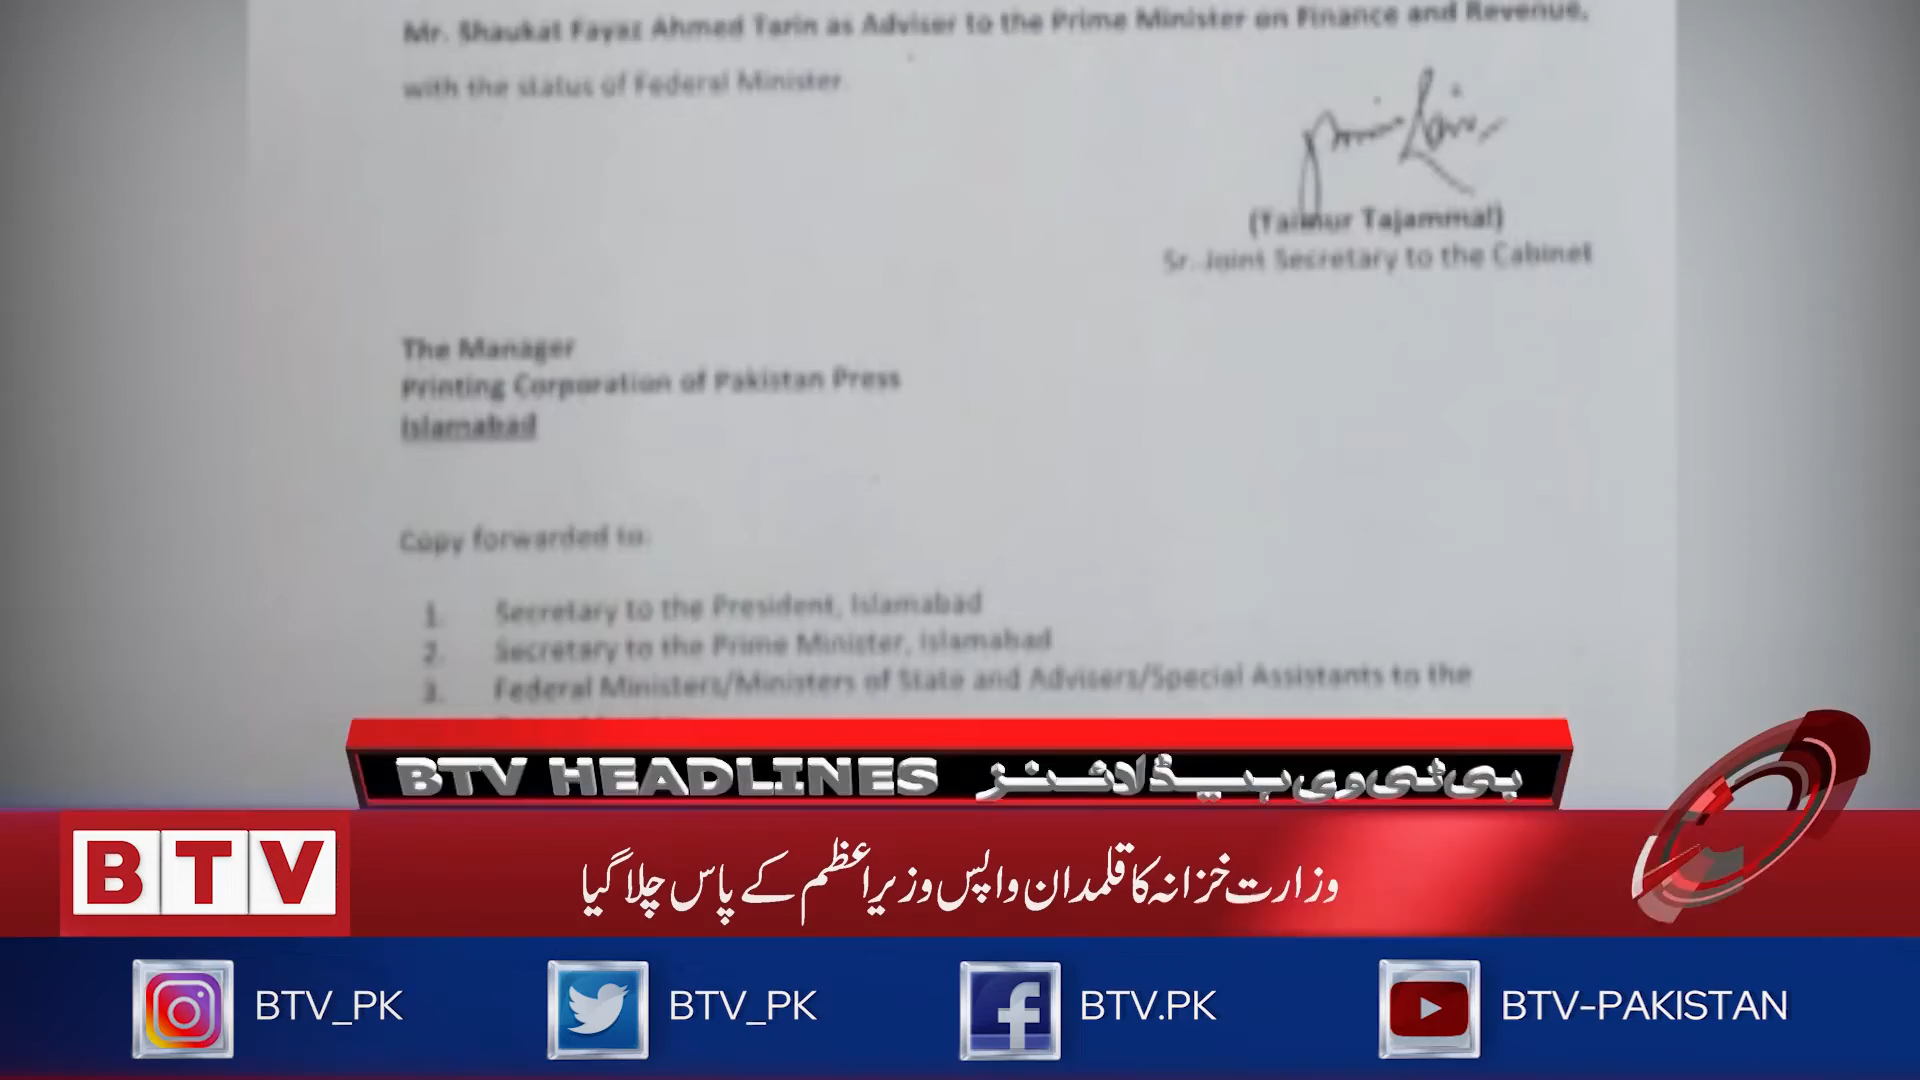 Mr. Shaukat Fayaz Ahmed Tarin as Adviser to the Prime Minister on Finance and Revenue,
with the status of Federal Minister.
(Taimur Tajammal)
Sr. Joint Secretary to the Cabinet
The Manager
Printing Corporation of Pakistan Press
Islamabad
Copy forwarded to:
1. Secretary to the President, Islamabad
2. Secretary to the Prime Minister, Islamabad
3. Federal Ministers/Ministers of State and Advisers/Special Assistants to the
BTV HEADLINES بی ٹی وی ہیڈ لائنز
BTV
وزارت خزانہ کا قلمدان واپس وزیراعظم کے پاس چلا گیا
BTV_PK BTV_PK BTV.PK BTV-PAKISTAN